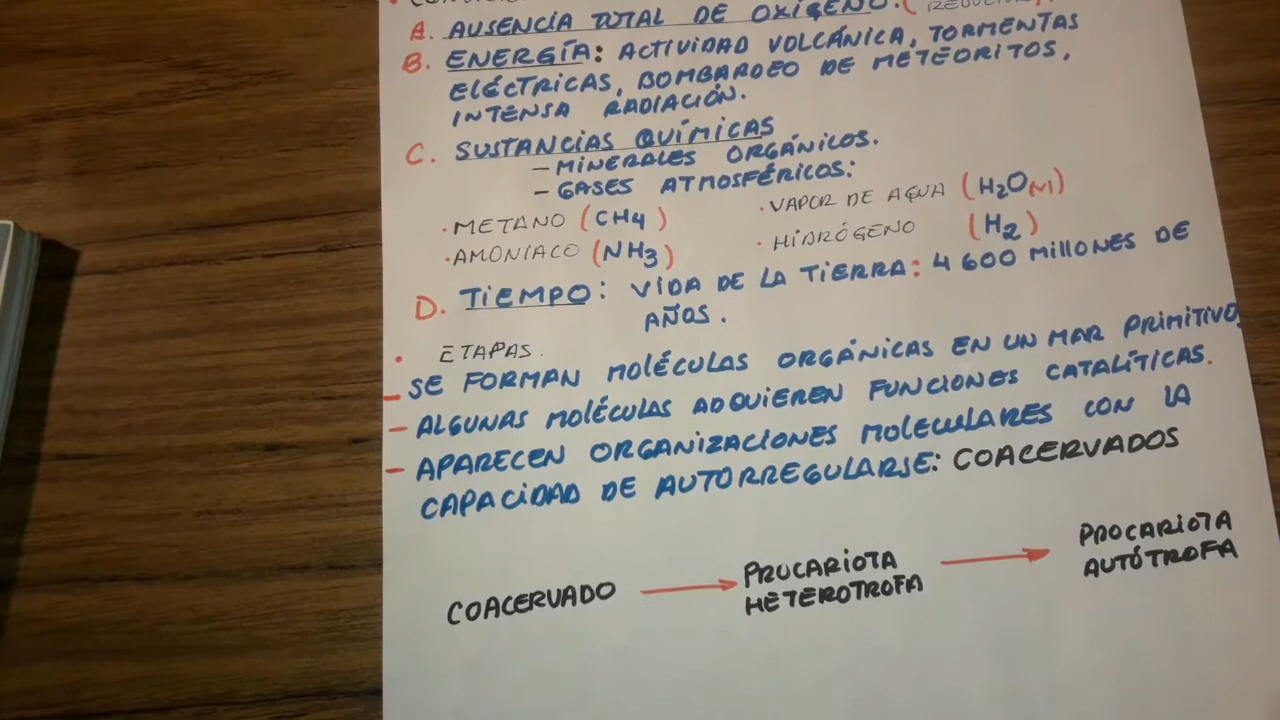 A. AUSENCIA TOTAL DE OXÍGENO. (
B. ENERGÍA: ACTIVIDAD VOLCÁNICA, TORMENTAS
ELÉCTRICAS, BOMBARDEO DE METEORITOS,
INTENSA RADIACIÓN.
C. SUSTANCIAS QUÍMICAS
- MINERALES ORGÁNICOS.
- GASES ATMOSFÉRICOS:
· METANO (CH4) · VAPOR DE AGUA (H2O(v))
· AMONIACO (NH3) · HIDRÓGENO (H2)
D. TIEMPO: VIDA DE LA TIERRA: 4 600 MILLONES DE
AÑOS.
• ETAPAS.
- SE FORMAN MOLÉCULAS ORGÁNICAS EN UN MAR PRIMITIVO.
- ALGUNAS MOLÉCULAS ADQUIEREN FUNCIONES CATALÍTICAS.
- APARECEN ORGANIZACIONES MOLECULARES CON LA
CAPACIDAD DE AUTORREGULARSE: COACERVADOS
COACERVADO → PROCARIOTA HETEROTROFA → PROCARIOTA AUTÓTROFA